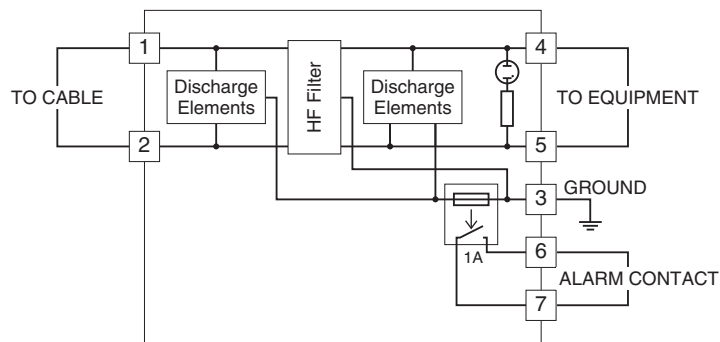 1
4
Discharge
Elements
HF Filter
Discharge
Elements
TO CABLE
TO EQUIPMENT
2
5
3
GROUND
6
1A
ALARM CONTACT
7